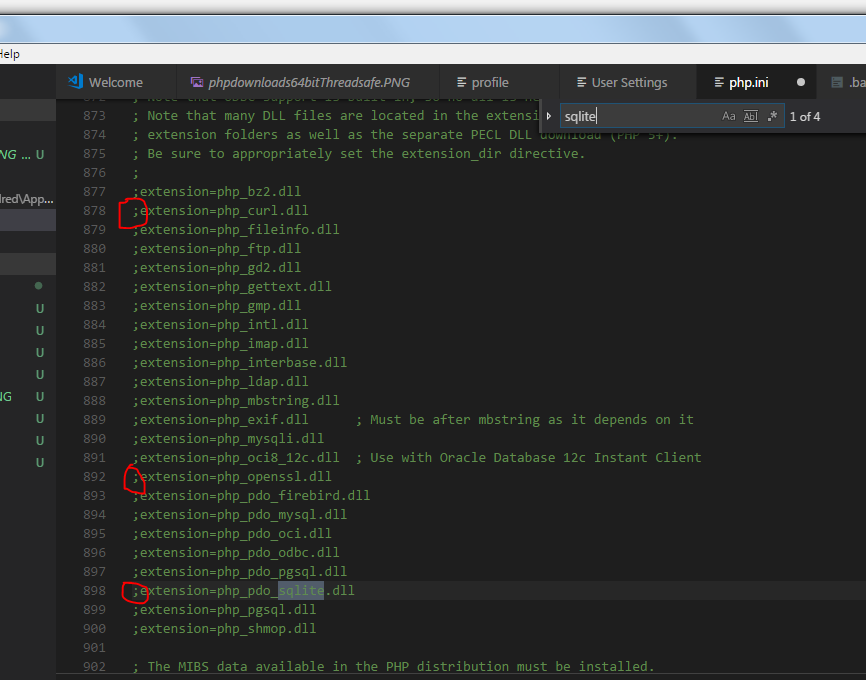 Help
Welcome
phpdownloads64bitThreadsafe.PNG
profile
User Settings
php.ini
.ba
sqlite
Aa Abl .*
1 of 4
NG ... U
dred\App...
U
U
U
U
NG U
U
U
U
873 ; Note that many DLL files are located in the extensi
874 ; extension folders as well as the separate PECL DLL download (PHP 5+).
875 ; Be sure to appropriately set the extension_dir directive.
876 ;
877 ;extension=php_bz2.dll
878 ;extension=php_curl.dll
879 ;extension=php_fileinfo.dll
880 ;extension=php_ftp.dll
881 ;extension=php_gd2.dll
882 ;extension=php_gettext.dll
883 ;extension=php_gmp.dll
884 ;extension=php_intl.dll
885 ;extension=php_imap.dll
886 ;extension=php_interbase.dll
887 ;extension=php_ldap.dll
888 ;extension=php_mbstring.dll
889 ;extension=php_exif.dll ; Must be after mbstring as it depends on it
890 ;extension=php_mysqli.dll
891 ;extension=php_oci8_12c.dll ; Use with Oracle Database 12c Instant Client
892 ;extension=php_openssl.dll
893 ;extension=php_pdo_firebird.dll
894 ;extension=php_pdo_mysql.dll
895 ;extension=php_pdo_oci.dll
896 ;extension=php_pdo_odbc.dll
897 ;extension=php_pdo_pgsql.dll
898 ;extension=php_pdo_sqlite.dll
899 ;extension=php_pgsql.dll
900 ;extension=php_shmop.dll
901
902 ; The MIBS data available in the PHP distribution must be installed.